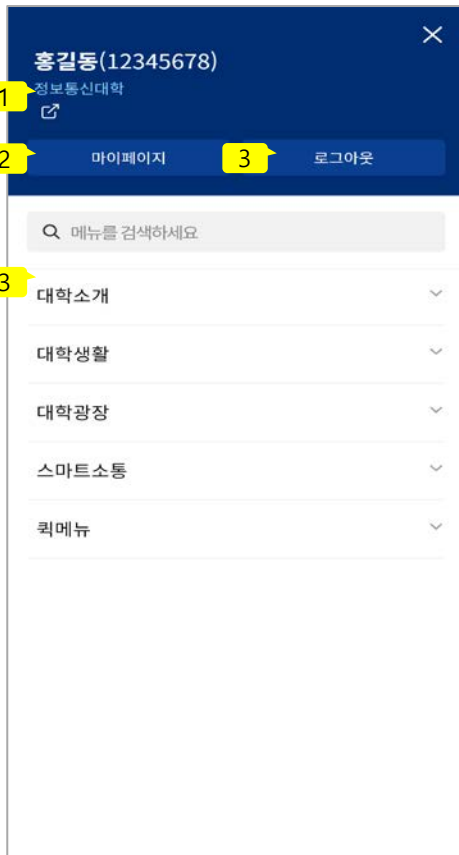 홍길동(12345678)
1
정보통신대학
2
마이페이지
3
로그아웃
메뉴를 검색하세요
3
대학소개
대학생활
대학광장
스마트소통
퀵메뉴